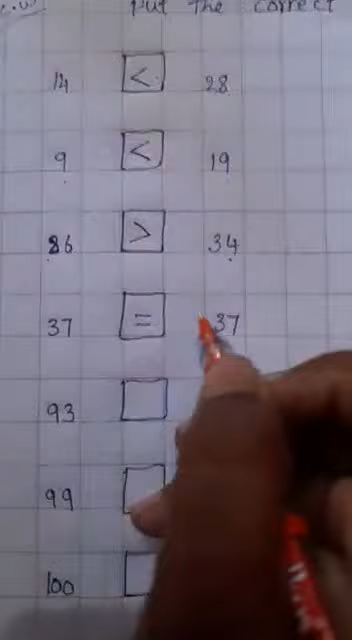 Put the correct
14 < 28
9 < 19
86 > 34
37 = 37
93
99
100